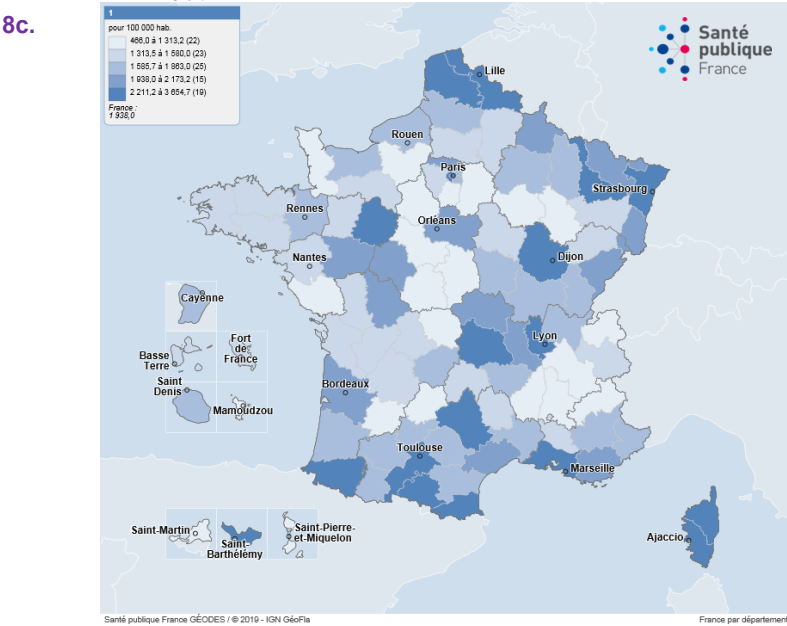 8c.
1
pour 100 000 hab.
466,0 à 1 313,2 (22)
1 313,5 à 1 580,0 (23)
1 585,7 à 1 863,0 (25)
1 938,0 à 2 173,2 (15)
2 211,2 à 3 654,7 (19)
France :
1 938,0
Santé
publique
France
Lille
Rouen
Paris
Strasbourg
Rennes
Orléans
Nantes
Dijon
Cayenne
Lyon
Fort
de
France
Basse
Terre
Saint
Denis
Bordeaux
Mamoudzou
Toulouse
Marseille
Saint-Martin
Saint-
Barthélémy
Saint-Pierre-
et-Miquelon
Ajaccio
Santé publique France GÉODES / © 2019 - IGN GéoFla
France par département